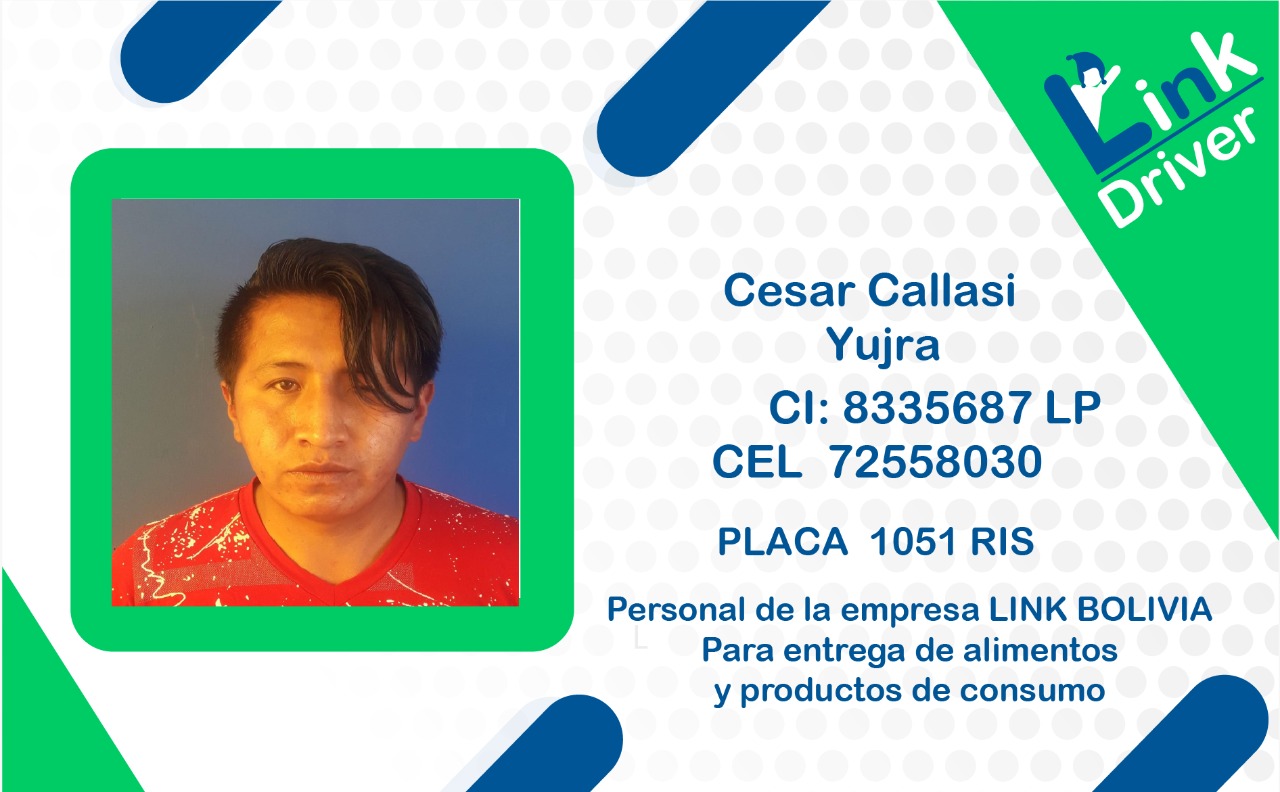 Link
Driver
Cesar Callasi
Yujra
CI: 8335687 LP
CEL 72558030
PLACA 1051 RIS
Personal de la empresa LINK BOLIVIA
L
Para entrega de alimentos
y productos de consumo